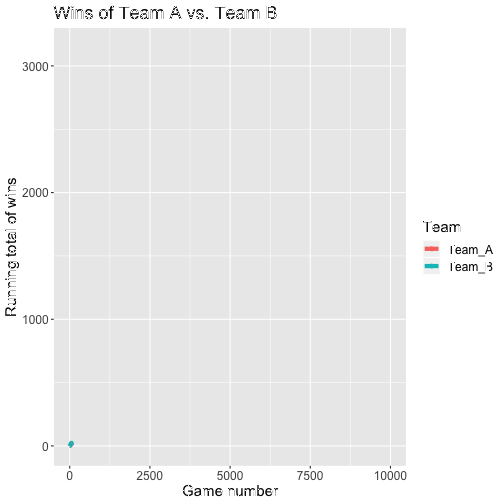 Wins of Team A vs. Team B
3000
2000
1000
0
Running total of wins
0 2500 5000 7500 10000
Game number
Team
Team_A
Team_B